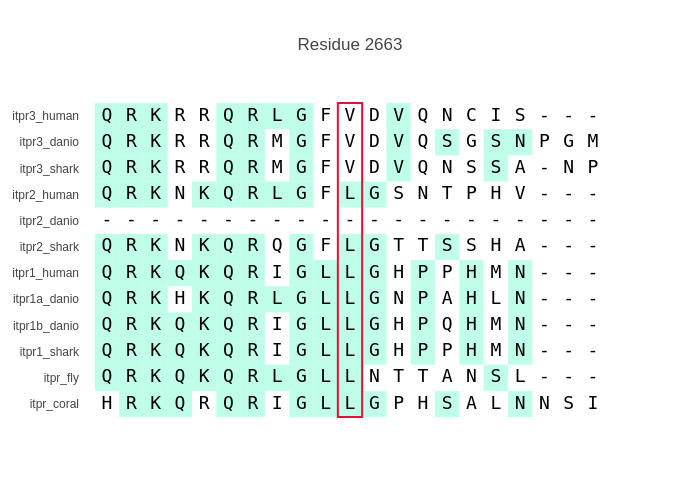 Residue 2663
itpr3_human Q R K R R Q R L G F V D V Q N C I S - - -
itpr3_danio Q R K R R Q R M G F V D V Q S G S N P G M
itpr3_shark Q R K R R Q R M G F V D V Q N S S A - N P
itpr2_human Q R K N K Q R L G F L G S N T P H V - - -
itpr2_danio - - - - - - - - - - - - - - - - - - - - -
itpr2_shark Q R K N K Q R Q G F L G T T S S H A - - -
itpr1_human Q R K Q K Q R I G L L G H P P H M N - - -
itpr1a_danio Q R K H K Q R L G L L G N P A H L N - - -
itpr1b_danio Q R K Q K Q R I G L L G H P Q H M N - - -
itpr1_shark Q R K Q K Q R I G L L G H P P H M N - - -
itpr_fly Q R K Q K Q R L G L L N T T A N S L - - -
itpr_coral H R K Q R Q R I G L L G P H S A L N N S I